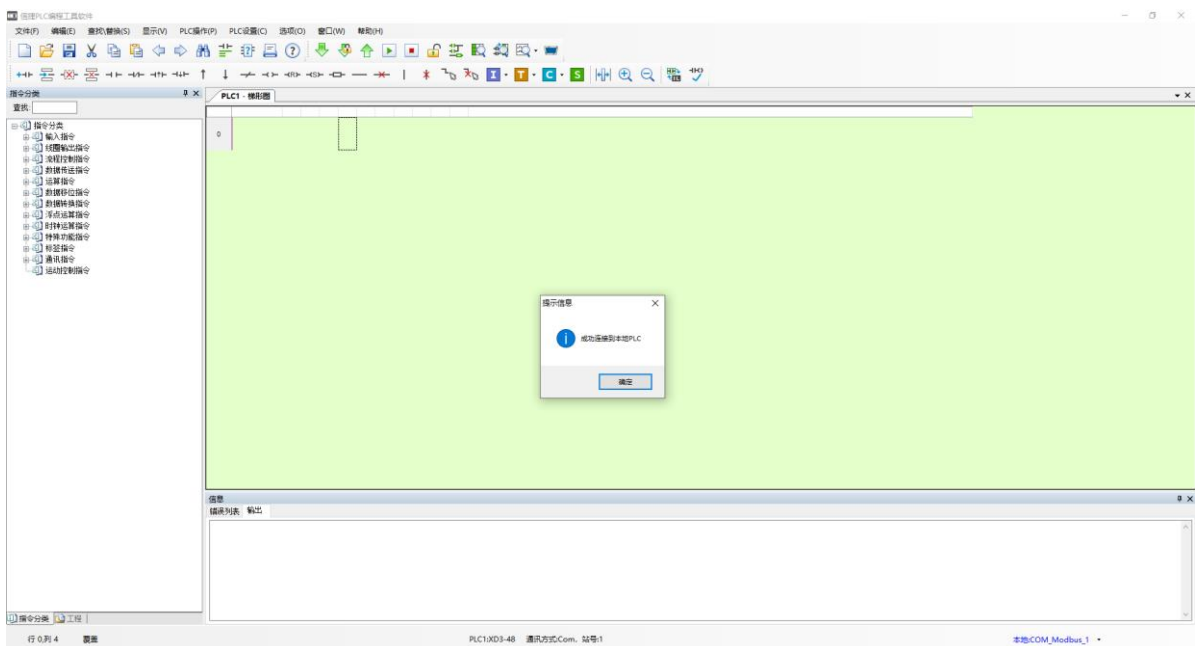 信捷PLC编程工具软件
文件(F) 编辑(E) 查找\替换(S) 显示(V) PLC操作(P) PLC设置(C) 选项(O) 窗口(W) 帮助(H)
I T C S
指令分类
PLC1 - 梯形图
查找:
指令分类
输入指令
线圈输出指令
流程控制指令
数据传送指令
运算指令
数据移位指令
数据转换指令
浮点运算指令
时钟运算指令
特殊功能指令
标签指令
通讯指令
运动控制指令
0
提示信息
成功连接到本地PLC
确定
信息
错误列表 输出
指令分类 工程
行 0,列 4 覆盖 PLC1:XD3-48 通讯方式:Com, 站号:1 本地:COM_Modbus_1